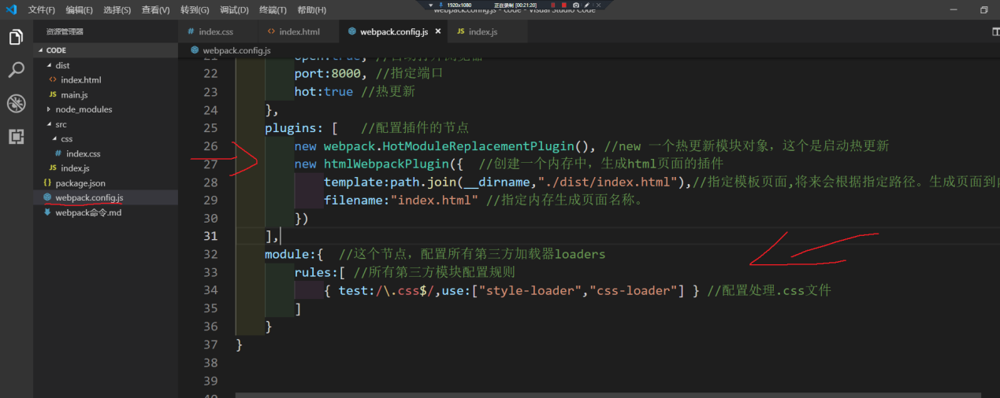 文件(F) 编辑(E) 选择(S) 查看(V) 转到(G) 调试(D) 终端(T) 帮助(H)
1920x1080 正在录制 [00:21:20]
webpack.config.js - code - Visual Studio Code
资源管理器
CODE
dist
index.html
main.js
node_modules
src
css
index.css
index.js
package.json
webpack.config.js
webpack命令.md
index.css index.html webpack.config.js index.js
webpack.config.js
21 open:true, //自动打开浏览器
22 port:8000, //指定端口
23 hot:true //热更新
24 },
25 plugins: [ //配置插件的节点
26 new webpack.HotModuleReplacementPlugin(), //new 一个热更新模块对象，这个是启动热更新
27 new htmlWebpackPlugin({ //创建一个内存中，生成html页面的插件
28 template:path.join(__dirname,"./dist/index.html"),//指定模板页面,将来会根据指定路径。生成页面到
29 filename:"index.html" //指定内存生成页面名称。
30 })
31 ],
32 module:{ //这个节点，配置所有第三方加载器loaders
33 rules:[ //所有第三方模块配置规则
34 { test:/\.css$/,use:["style-loader","css-loader"] } //配置处理.css文件
35 ]
36 }
37 }
38
39